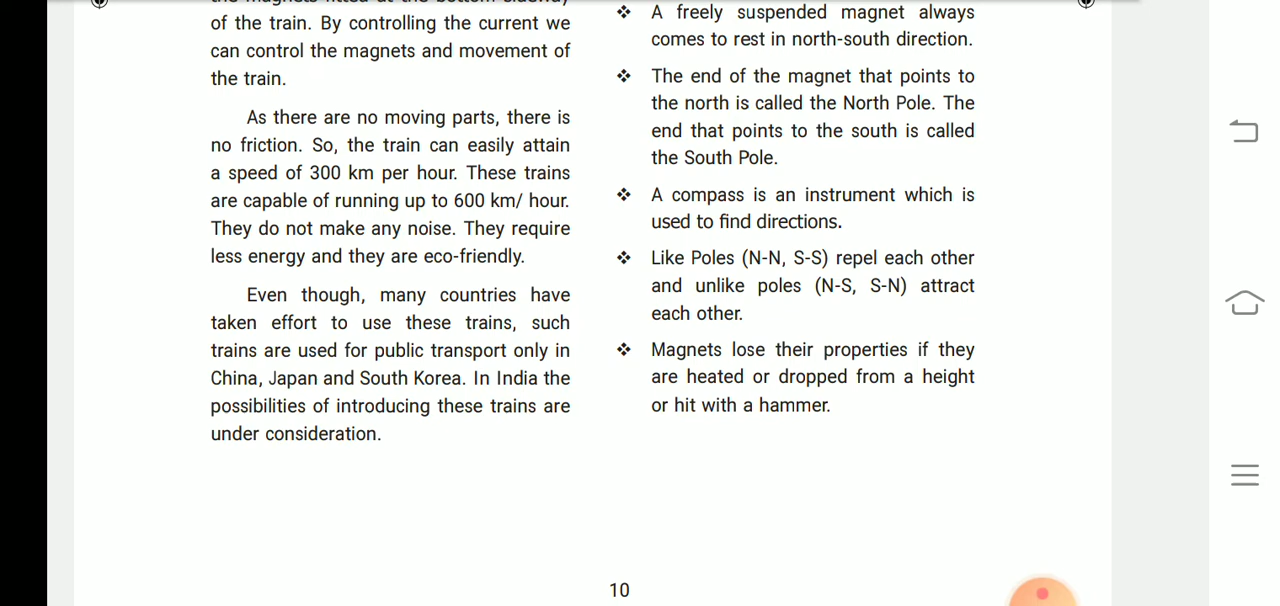 of the train. By controlling the current we
can control the magnets and movement of
the train.
As there are no moving parts, there is
no friction. So, the train can easily attain
a speed of 300 km per hour. These trains
are capable of running up to 600 km/ hour.
They do not make any noise. They require
less energy and they are eco-friendly.
Even though, many countries have
taken effort to use these trains, such
trains are used for public transport only in
China, Japan and South Korea. In India the
possibilities of introducing these trains are
under consideration.
❖ A freely suspended magnet always
comes to rest in north-south direction.
❖ The end of the magnet that points to
the north is called the North Pole. The
end that points to the south is called
the South Pole.
❖ A compass is an instrument which is
used to find directions.
❖ Like Poles (N-N, S-S) repel each other
and unlike poles (N-S, S-N) attract
each other.
❖ Magnets lose their properties if they
are heated or dropped from a height
or hit with a hammer.
10